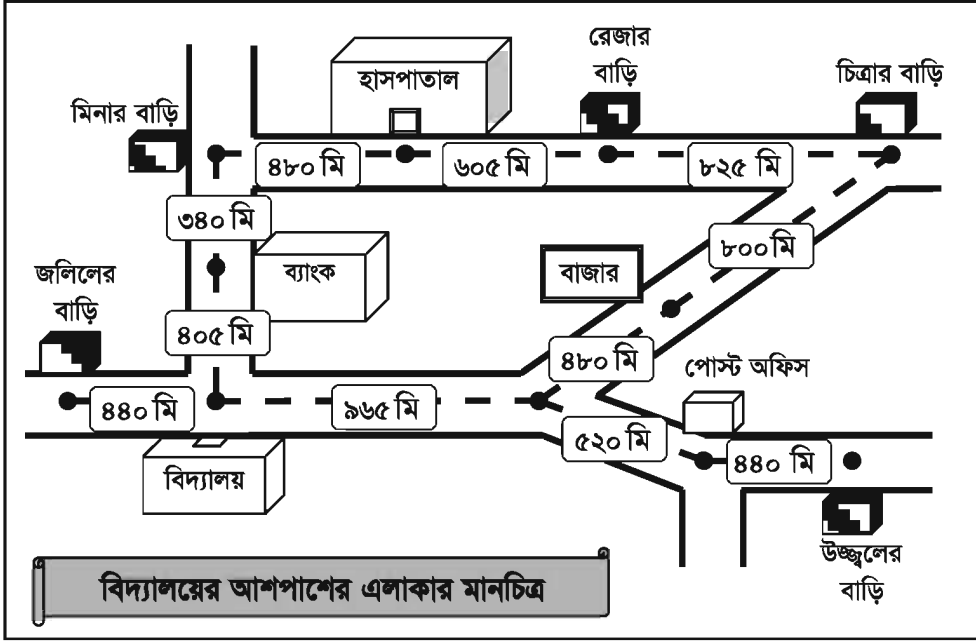 রেজার
বাড়ি
হাসপাতাল
চিত্রার বাড়ি
মিনার বাড়ি
৪৮০ মি
৬০৫ মি
৮২৫ মি
৩৪০ মি
৮০০ মি
জলিলের
বাড়ি
ব্যাংক
বাজার
৪০৫ মি
৪৮০ মি
পোস্ট অফিস
৪৪০ মি
৯৬৫ মি
৫২০ মি
৪৪০ মি
বিদ্যালয়
উজ্জ্বলের
বাড়ি
বিদ্যালয়ের আশপাশের এলাকার মানচিত্র